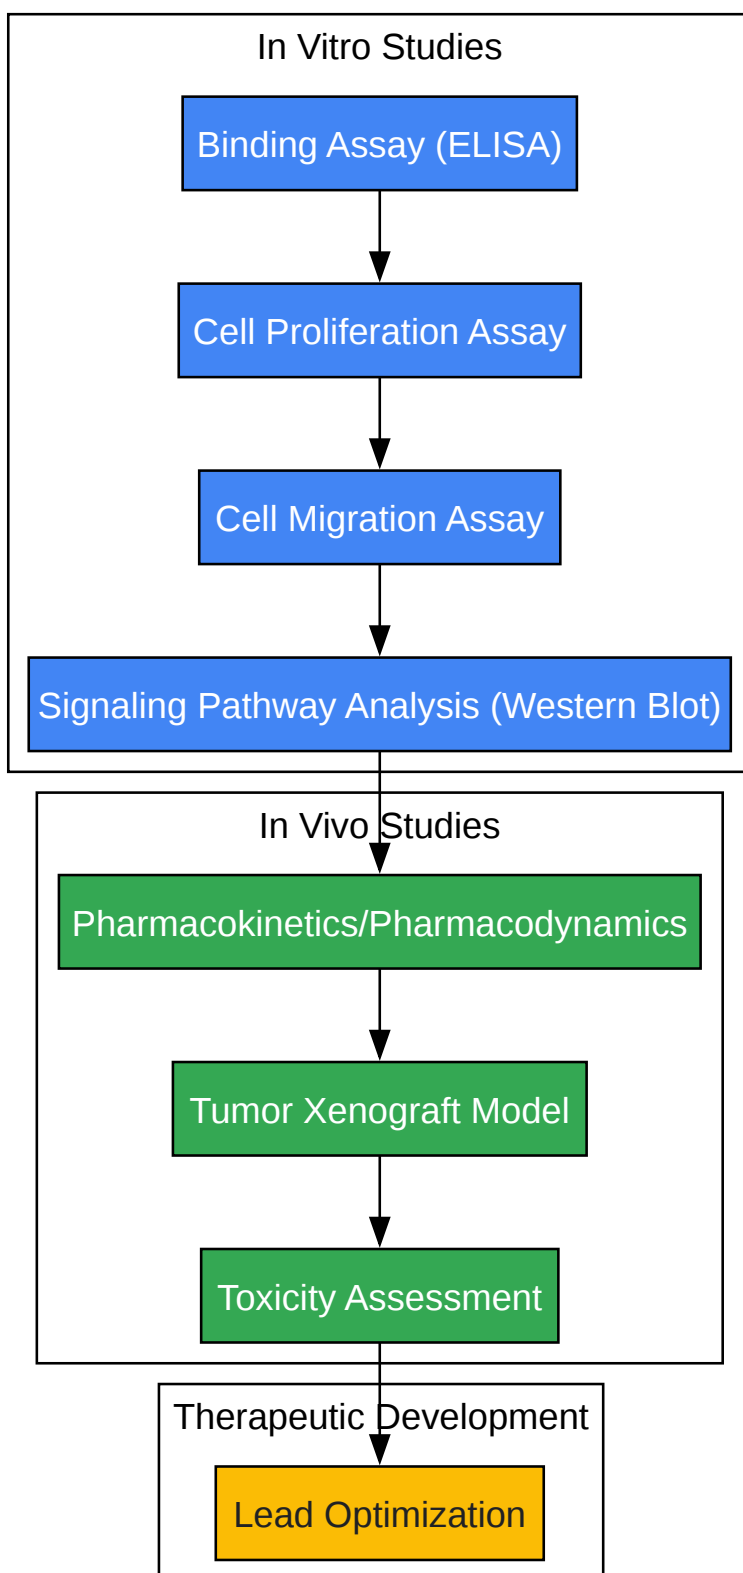 In Vitro Studies
Binding Assay (ELISA)
Cell Proliferation Assay
Cell Migration Assay
Signaling Pathway Analysis (Western Blot)
In Vivo Studies
Pharmacokinetics/Pharmacodynamics
Tumor Xenograft Model
Toxicity Assessment
Therapeutic Development
Lead Optimization